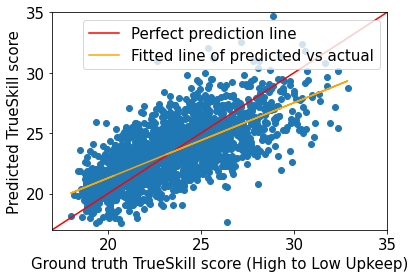 35
30
25
20
Predicted TrueSkill score
Perfect prediction line
Fitted line of predicted vs actual
20 25 30 35
Ground truth TrueSkill score (High to Low Upkeep)